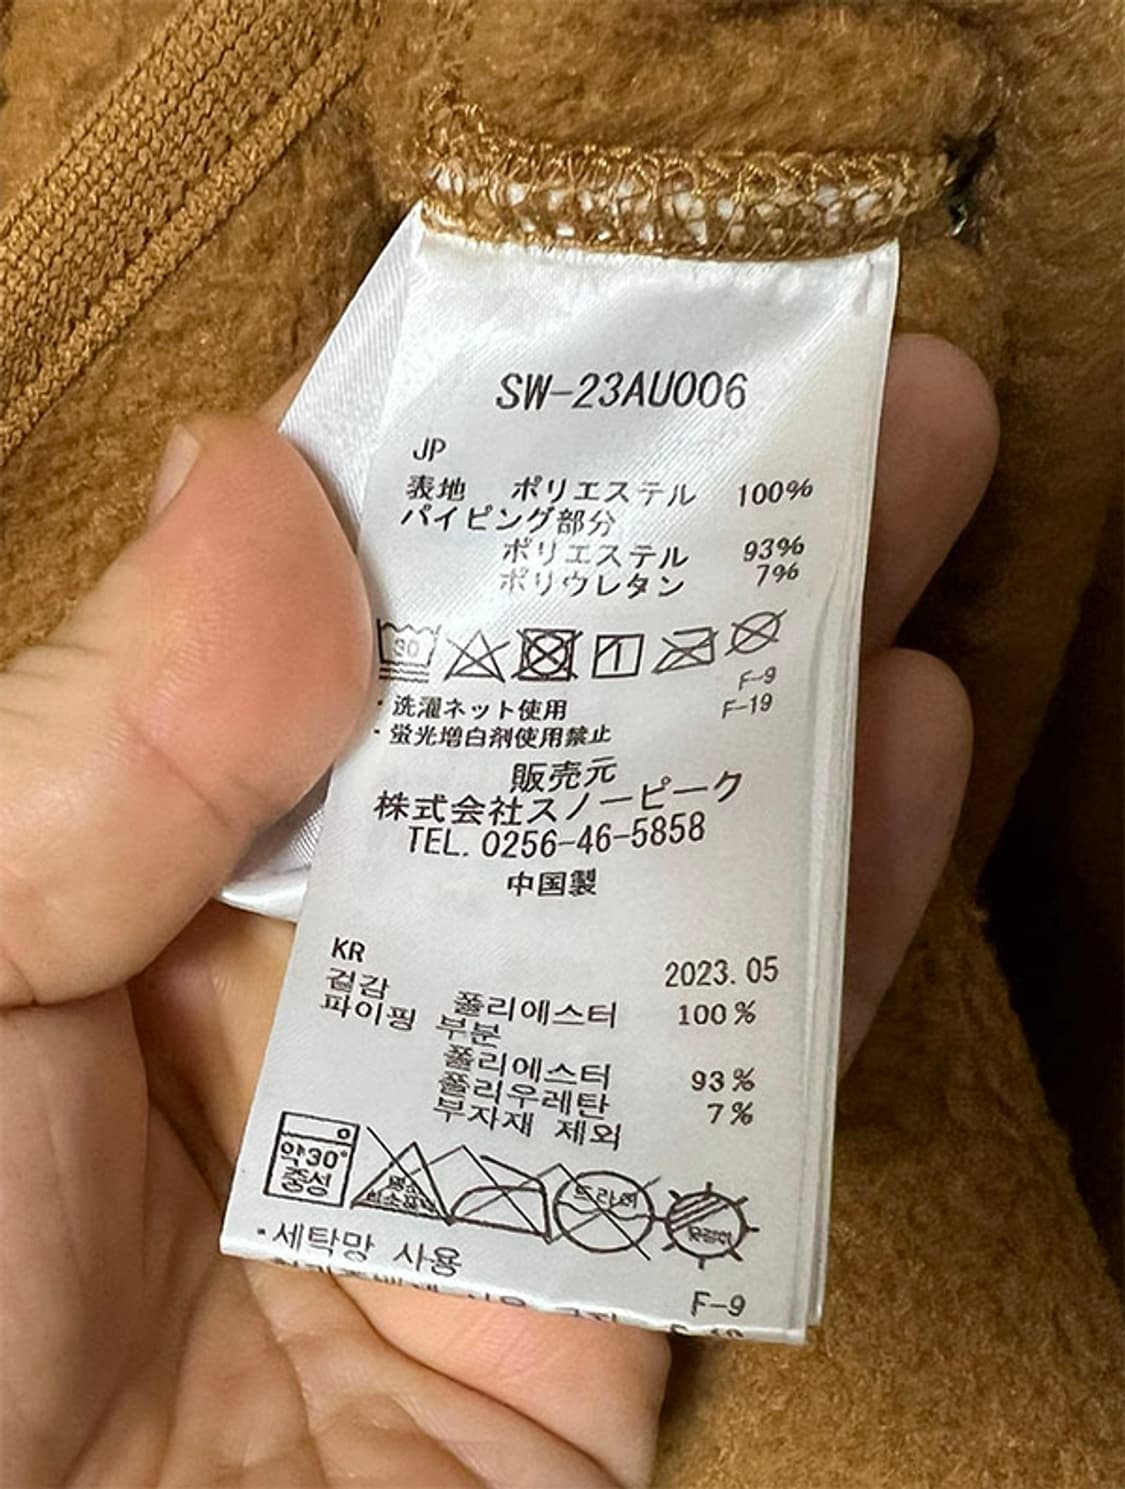 SW-23AU006
JP
表地 ポリエステル 100%
パイピング部分
ポリエステル 93%
ポリウレタン 7%
30
F-9
・洗濯ネット使用 F-19
・蛍光増白剤使用禁止
販売元
株式会社スノーピーク
TEL. 0256-46-5858
中国製
KR 2023.05
겉감 폴리에스터 100%
파이핑 부분
폴리에스터 93%
폴리우레탄 7%
부자재 제외
약30°
중성
드라이
・세탁망 사용
F-9